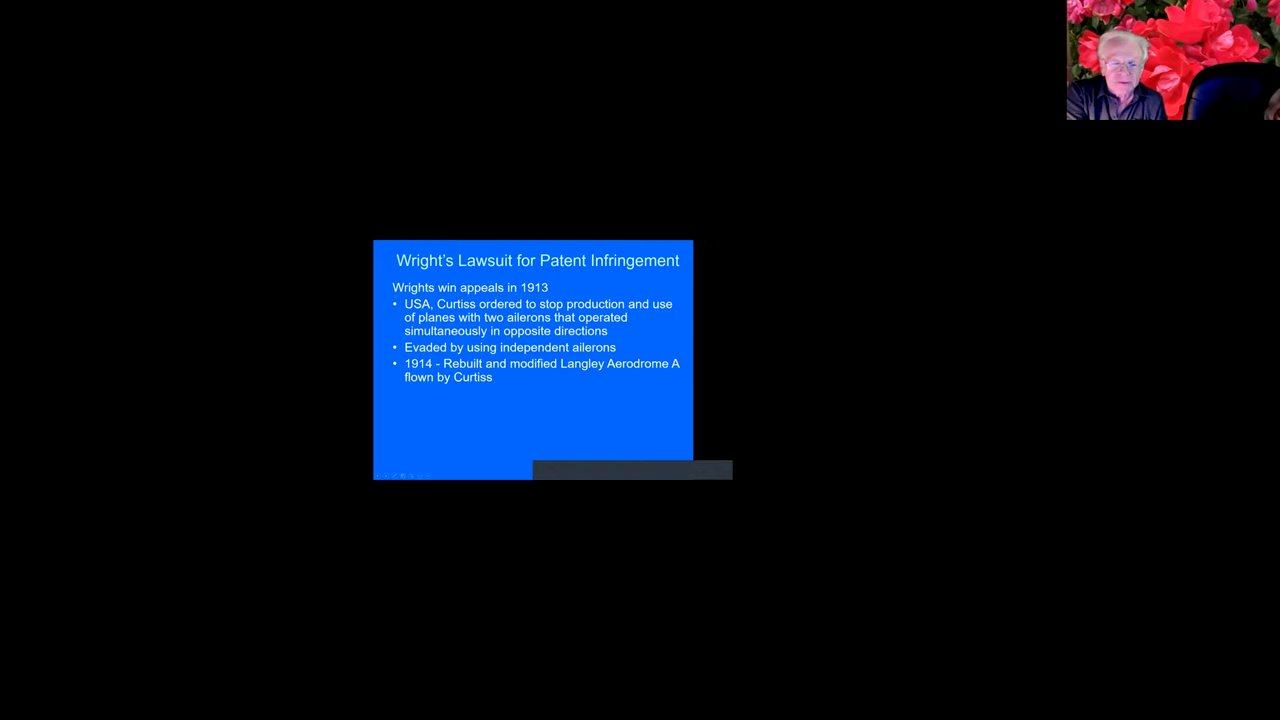 Wright's Lawsuit for Patent Infringement
Wrights win appeals in 1913
• USA, Curtiss ordered to stop production and use
of planes with two ailerons that operated
simultaneously in opposite directions
• Evaded by using independent ailerons
• 1914 - Rebuilt and modified Langley Aerodrome A
flown by Curtiss